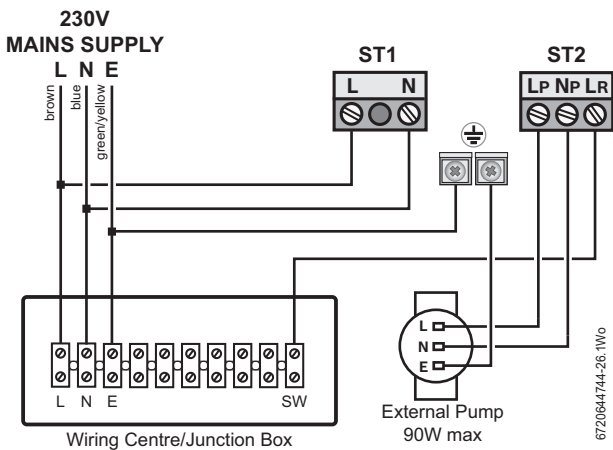 230V
MAINS SUPPLY
L N E
brown
blue
green/yellow
ST1
L N
ST2
LP NP LR
L
N
E
L N E SW
Wiring Centre/Junction Box
External Pump
90W max
6720644744-26.1Wo